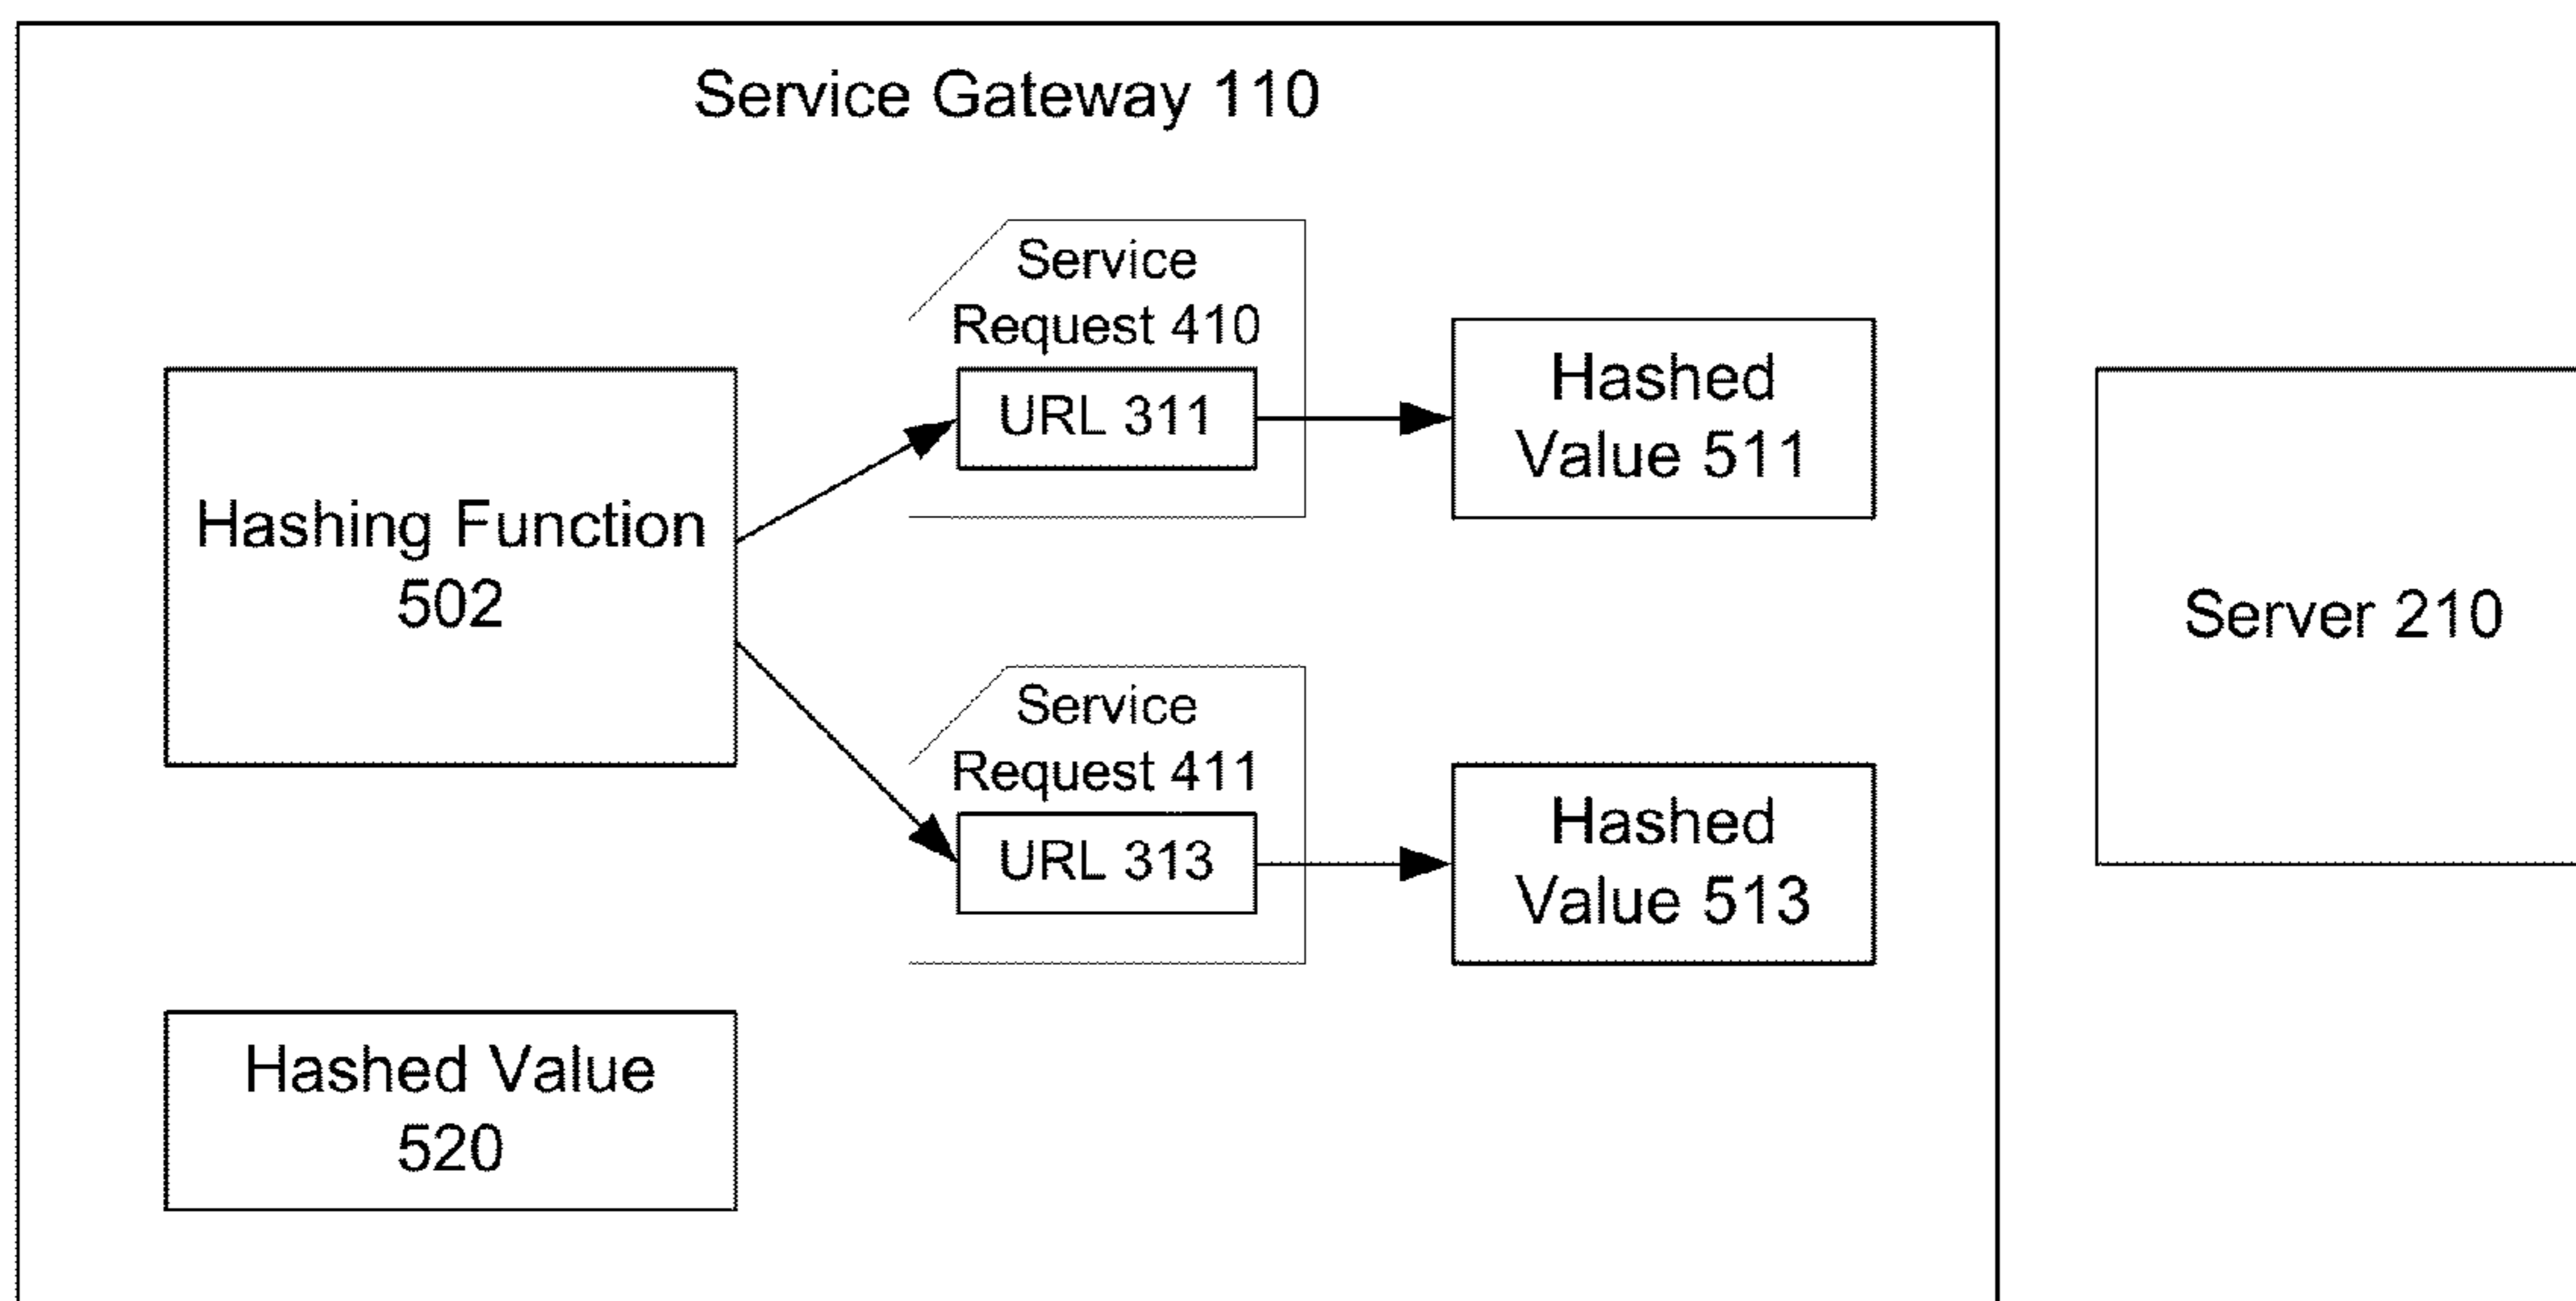 Service Gateway 110
Service
Request 410
URL 311
Hashed
Value 511
Hashing Function
502
Server 210
Service
Request 411
URL 313
Hashed
Value 513
Hashed Value
520